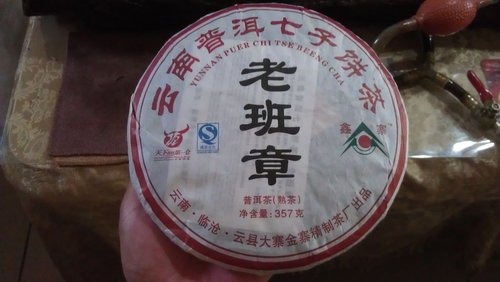 云南普洱七子饼茶
YUNNAN PUER CHI TSE BEENG CHA
老班章
鑫寨
普洱茶(熟茶)
净含量:357克
云南·临沧·云县大寨金寨精制茶厂出品